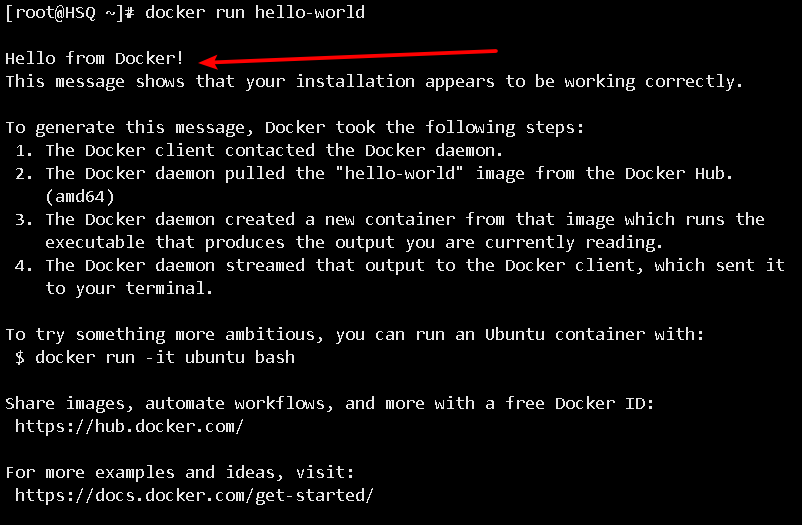 [root@HSQ ~]# docker run hello-world
Hello from Docker!
This message shows that your installation appears to be working correctly.
To generate this message, Docker took the following steps:
1. The Docker client contacted the Docker daemon.
2. The Docker daemon pulled the "hello-world" image from the Docker Hub.
(amd64)
3. The Docker daemon created a new container from that image which runs the
executable that produces the output you are currently reading.
4. The Docker daemon streamed that output to the Docker client, which sent it
to your terminal.
To try something more ambitious, you can run an Ubuntu container with:
$ docker run -it ubuntu bash
Share images, automate workflows, and more with a free Docker ID:
https://hub.docker.com/
For more examples and ideas, visit:
https://docs.docker.com/get-started/